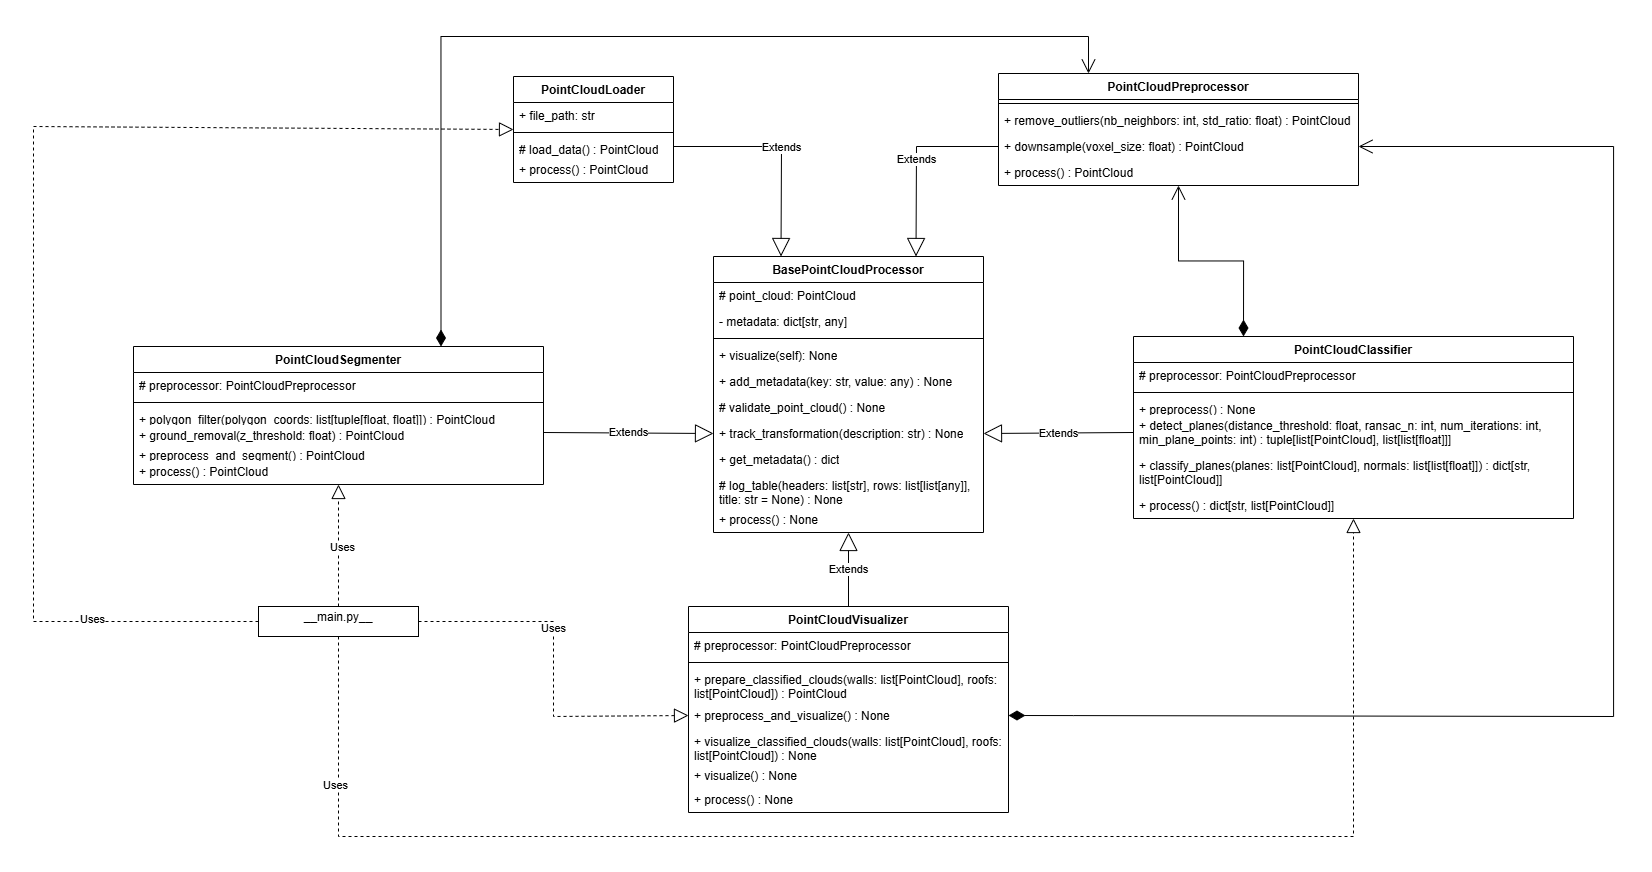 PointCloudLoader
+ file_path: str
# load_data() : PointCloud
+ process() : PointCloud
PointCloudPreprocessor
+ remove_outliers(nb_neighbors: int, std_ratio: float) : PointCloud
+ downsample(voxel_size: float) : PointCloud
+ process() : PointCloud
Extends
Extends
BasePointCloudProcessor
# point_cloud: PointCloud
- metadata: dict[str, any]
+ visualize(self): None
+ add_metadata(key: str, value: any) : None
# validate_point_cloud() : None
+ track_transformation(description: str) : None
+ get_metadata() : dict
# log_table(headers: list[str], rows: list[list[any]],
title: str = None) : None
+ process() : None
PointCloudSegmenter
# preprocessor: PointCloudPreprocessor
+ polygon_filter(polygon_coords: list[tuple[float, float]]) : PointCloud
+ ground_removal(z_threshold: float) : PointCloud
+ preprocess_and_segment() : PointCloud
+ process() : PointCloud
Extends
Extends
PointCloudClassifier
# preprocessor: PointCloudPreprocessor
+ preprocess() : None
+ detect_planes(distance_threshold: float, ransac_n: int, num_iterations: int,
min_plane_points: int) : tuple[list[PointCloud], list[list[float]]]
+ classify_planes(planes: list[PointCloud], normals: list[list[float]]) : dict[str,
list[PointCloud]]
+ process() : dict[str, list[PointCloud]]
Uses
Extends
__main.py__
Uses
Uses
PointCloudVisualizer
# preprocessor: PointCloudPreprocessor
+ prepare_classified_clouds(walls: list[PointCloud], roofs:
list[PointCloud]) : PointCloud
+ preprocess_and_visualize() : None
+ visualize_classified_clouds(walls: list[PointCloud], roofs:
list[PointCloud]) : None
+ visualize() : None
+ process() : None
Uses